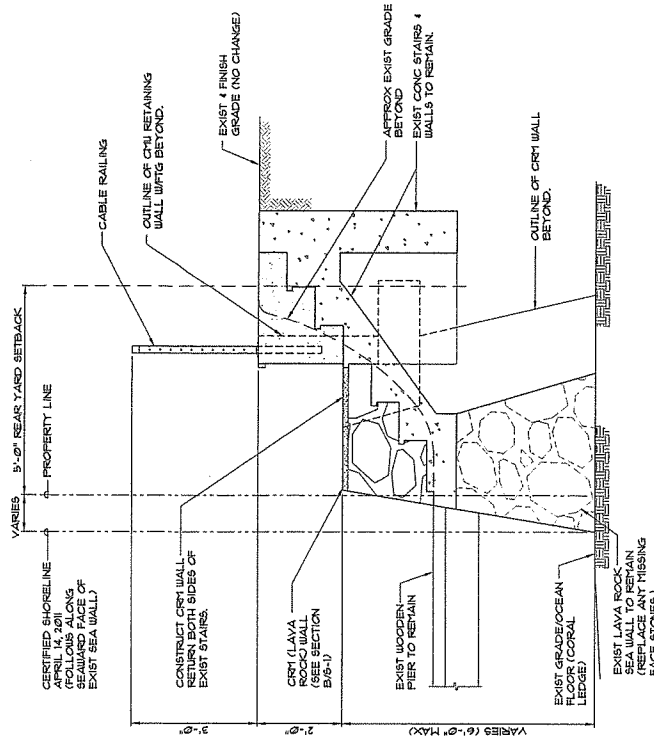 CERTIFIED SHORELINE
APRIL 14, 2011
(FOLLOWS ALONG
SEAWARD FACE OF
EXIST SEA WALL)
VARIES
PROPERTY LINE
5'-0" REAR YARD SETBACK
CABLE RAILING
OUTLINE OF CMU RETAINING
WALL W/FTG BEYOND.
EXIST & FINISH
GRADE (NO CHANGE)
APPROX EXIST GRADE
BEYOND
EXIST CONC STAIRS &
WALLS TO REMAIN.
OUTLINE OF CRM WALL
BEYOND.
CONSTRUCT CRM WALL
RETURN BOTH SIDES OF
EXIST STAIRS.
CRM (LAVA
ROCK) WALL
(SEE SECTION
B/S-1)
EXIST WOODEN
PIER TO REMAIN
EXIST GRADE/OCEAN
FLOOR (CORAL
LEDGE)
EXIST LAVA ROCK
SEA WALL TO REMAIN
(REPLACE ANY MISSING
FACE STONES)
3'-0"
2'-0"
VARIES (6'-0" MAX)